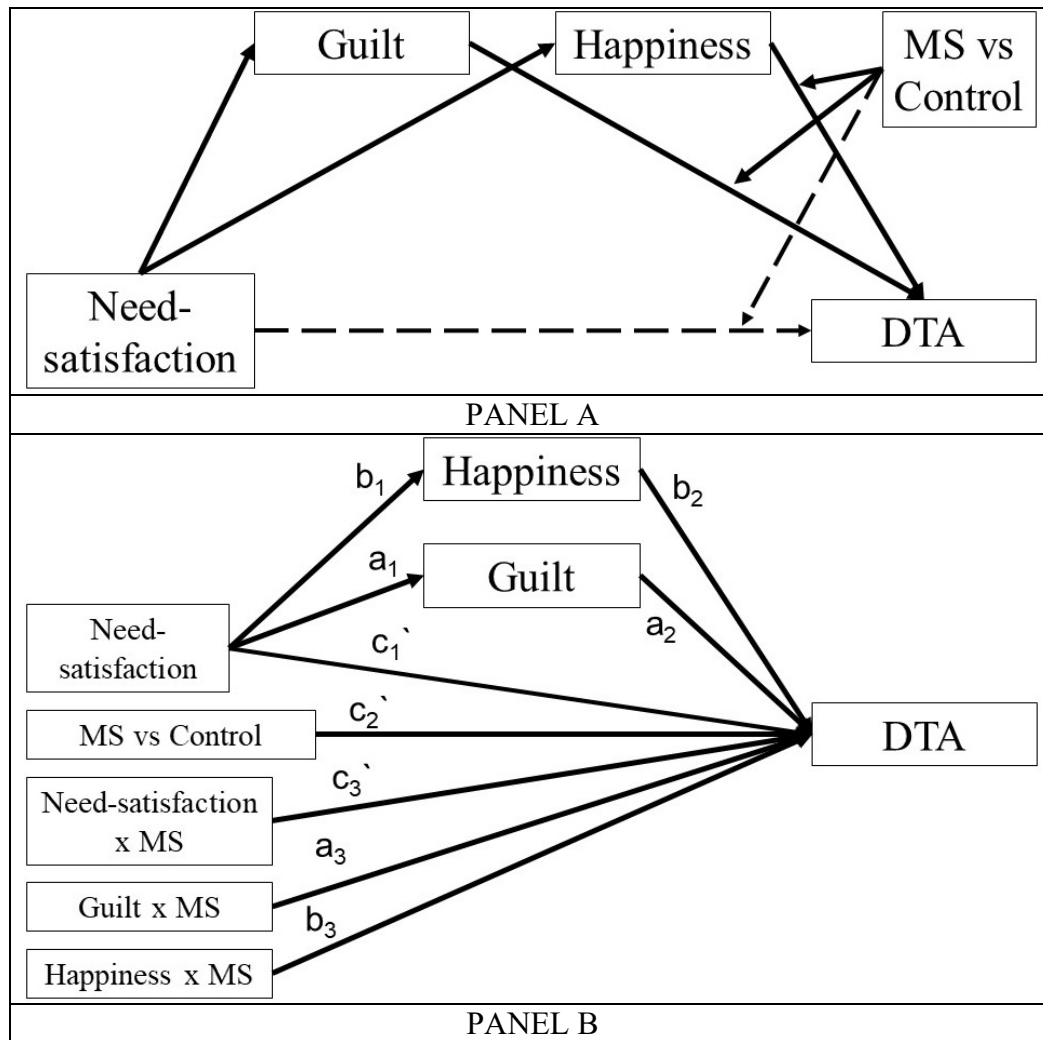 Guilt
Happiness
MS vs
Control
Need-
satisfaction
DTA
PANEL A
Happiness
b₁
b₂
a₁
Guilt
a₂
Need-
satisfaction
c₁`
c₂`
MS vs Control
DTA
c₃`
Need-satisfaction
x MS
a₃
Guilt x MS
b₃
Happiness x MS
PANEL B